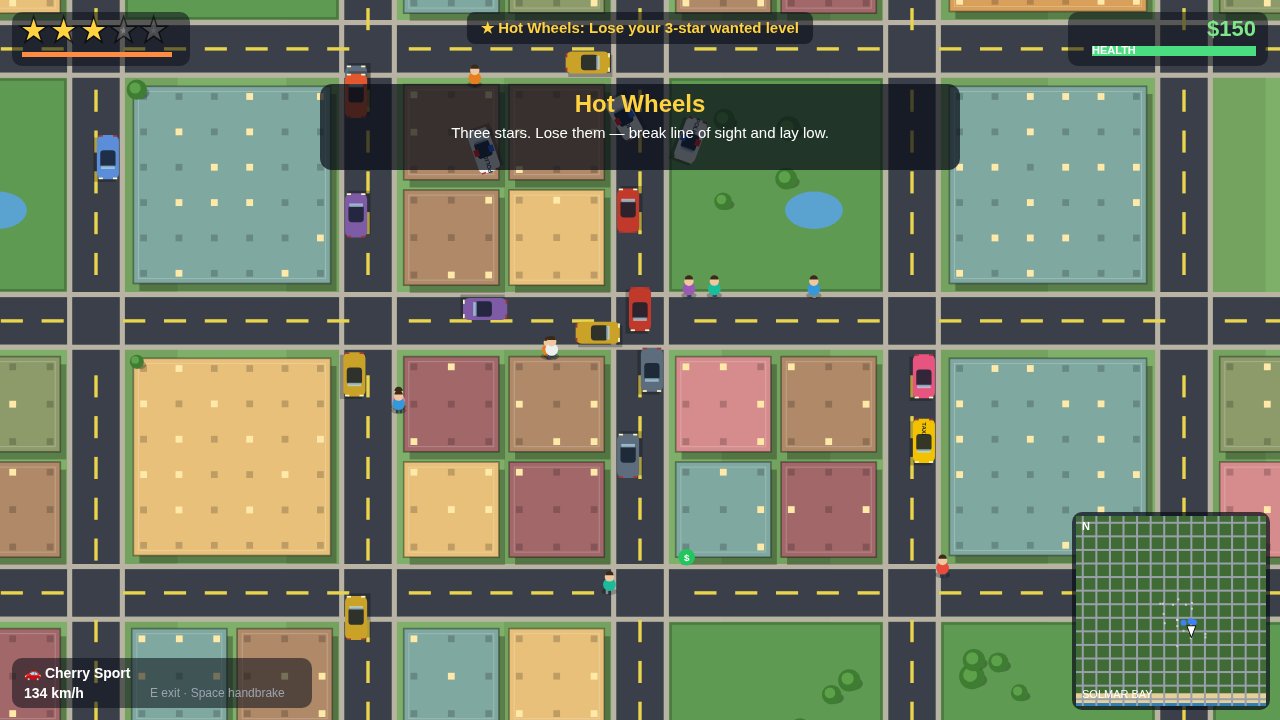 ★ Hot Wheels: Lose your 3-star wanted level
$150
HEALTH
Hot Wheels
Three stars. Lose them — break line of sight and lay low.
TAXI
$
N
SOLMAR BAY
🚗 Cherry Sport
134 km/h
E exit · Space handbrake